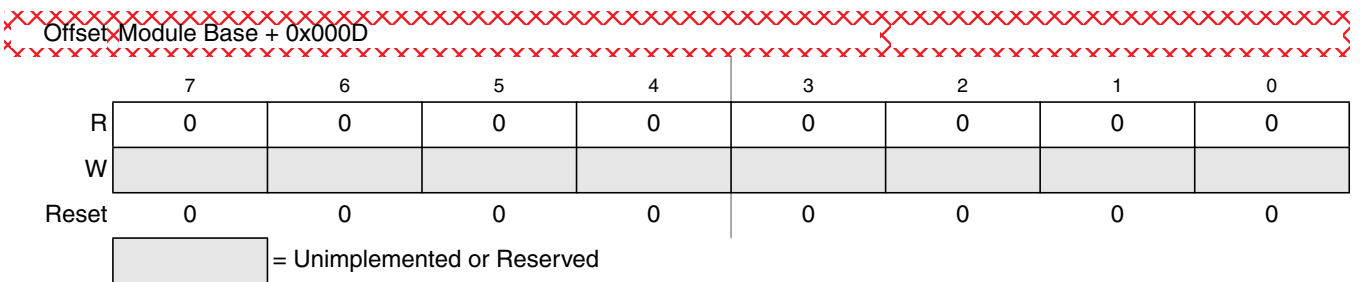 Offset Module Base + 0x000D
7 6 5 4 3 2 1 0
R 0 0 0 0 0 0 0 0
W
Reset 0 0 0 0 0 0 0 0
= Unimplemented or Reserved